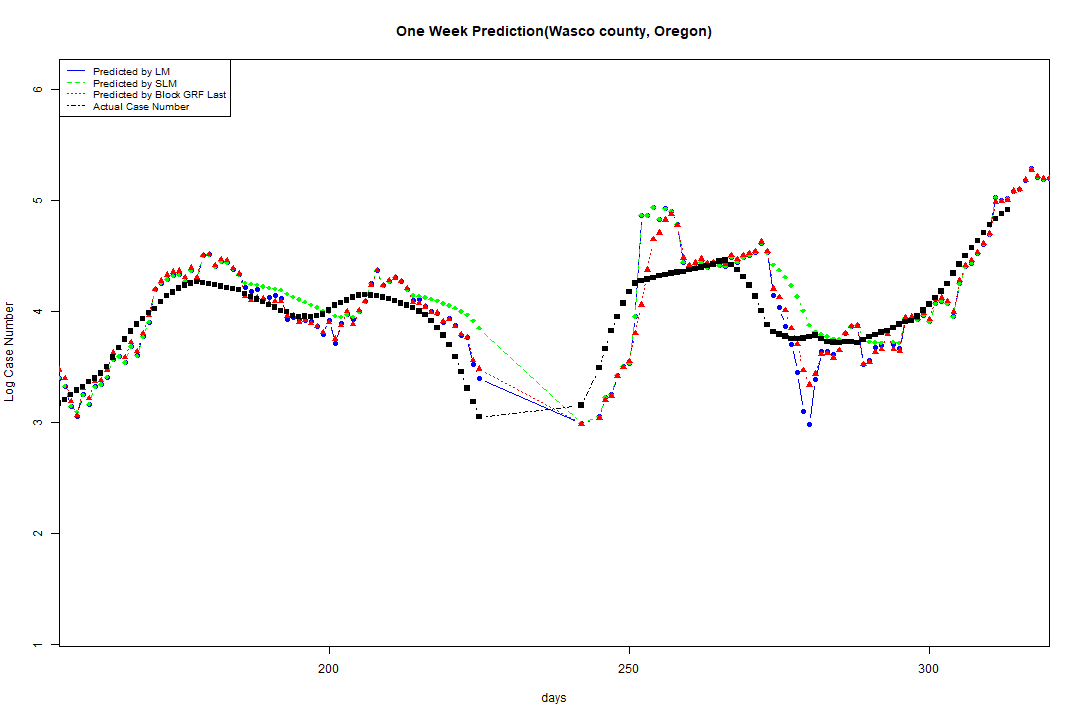 One Week Prediction(Wasco county, Oregon)
Predicted by LM
Predicted by SLM
Predicted by Block GRF Last
Actual Case Number
Log Case Number
6
5
4
3
2
1
200
250
300
days